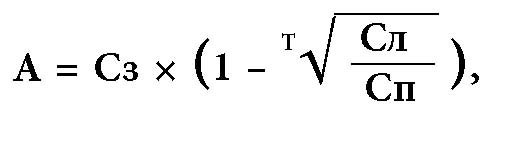 А = Сз × (1 – ᵀ√(Сл / Сп)),